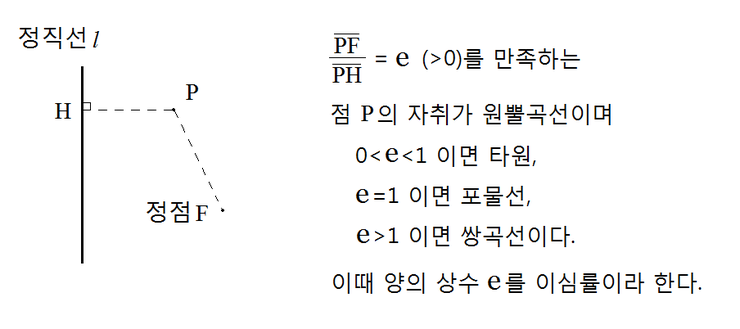 정직선 l
H
P
정점 F
PF/PH = e (>0)를 만족하는
점 P의 자취가 원뿔곡선이며
0<e<1 이면 타원,
e=1 이면 포물선,
e>1 이면 쌍곡선이다.
이때 양의 상수 e를 이심률이라 한다.